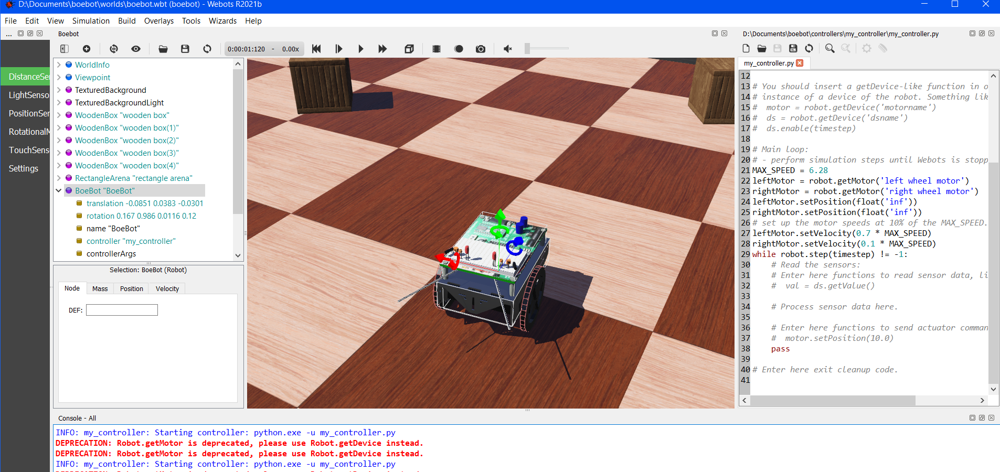 D:\Documents\boebot\worlds\boebot.wbt (boebot) - Webots R2021b
File Edit View Simulation Build Overlays Tools Wizards Help
...
Boebot
D:\Documents\boebot\controllers\my_controller\my_controller.py
0:00:01:120 - 0.00x
DistanceSe
LightSenso
PositionSer
RotationalM
TouchSens
Settings
WorldInfo
Viewpoint
TexturedBackground
TexturedBackgroundLight
WoodenBox "wooden box"
WoodenBox "wooden box(1)"
WoodenBox "wooden box(2)"
WoodenBox "wooden box(3)"
WoodenBox "wooden box(4)"
RectangleArena "rectangle arena"
BoeBot "BoeBot"
translation -0.0851 0.0383 -0.0301
rotation 0.167 0.986 0.0116 0.12
name "BoeBot"
controller "my_controller"
controllerArgs
Selection: BoeBot (Robot)
Node Mass Position Velocity
DEF:
my_controller.py
12
13 # You should insert a getDevice-like function in o
14 # instance of a device of the robot. Something lik
15 #  motor = robot.getDevice('motorname')
16 #  ds = robot.getDevice('dsname')
17 #  ds.enable(timestep)
18
19 # Main loop:
20 # - perform simulation steps until Webots is stopp
21 MAX_SPEED = 6.28
22 leftMotor = robot.getMotor('left wheel motor')
23 rightMotor = robot.getMotor('right wheel motor')
24 leftMotor.setPosition(float('inf'))
25 rightMotor.setPosition(float('inf'))
26 # set up the motor speeds at 10% of the MAX_SPEED.
27 leftMotor.setVelocity(0.7 * MAX_SPEED)
28 rightMotor.setVelocity(0.1 * MAX_SPEED)
29 while robot.step(timestep) != -1:
30     # Read the sensors:
31     # Enter here functions to read sensor data, li
32     #  val = ds.getValue()
33
34     # Process sensor data here.
35
36     # Enter here functions to send actuator comman
37     #  motor.setPosition(10.0)
38     pass
39
40 # Enter here exit cleanup code.
41
Console - All
INFO: my_controller: Starting controller: python.exe -u my_controller.py
DEPRECATION: Robot.getMotor is deprecated, please use Robot.getDevice instead.
DEPRECATION: Robot.getMotor is deprecated, please use Robot.getDevice instead.
INFO: my_controller: Starting controller: python.exe -u my_controller.py